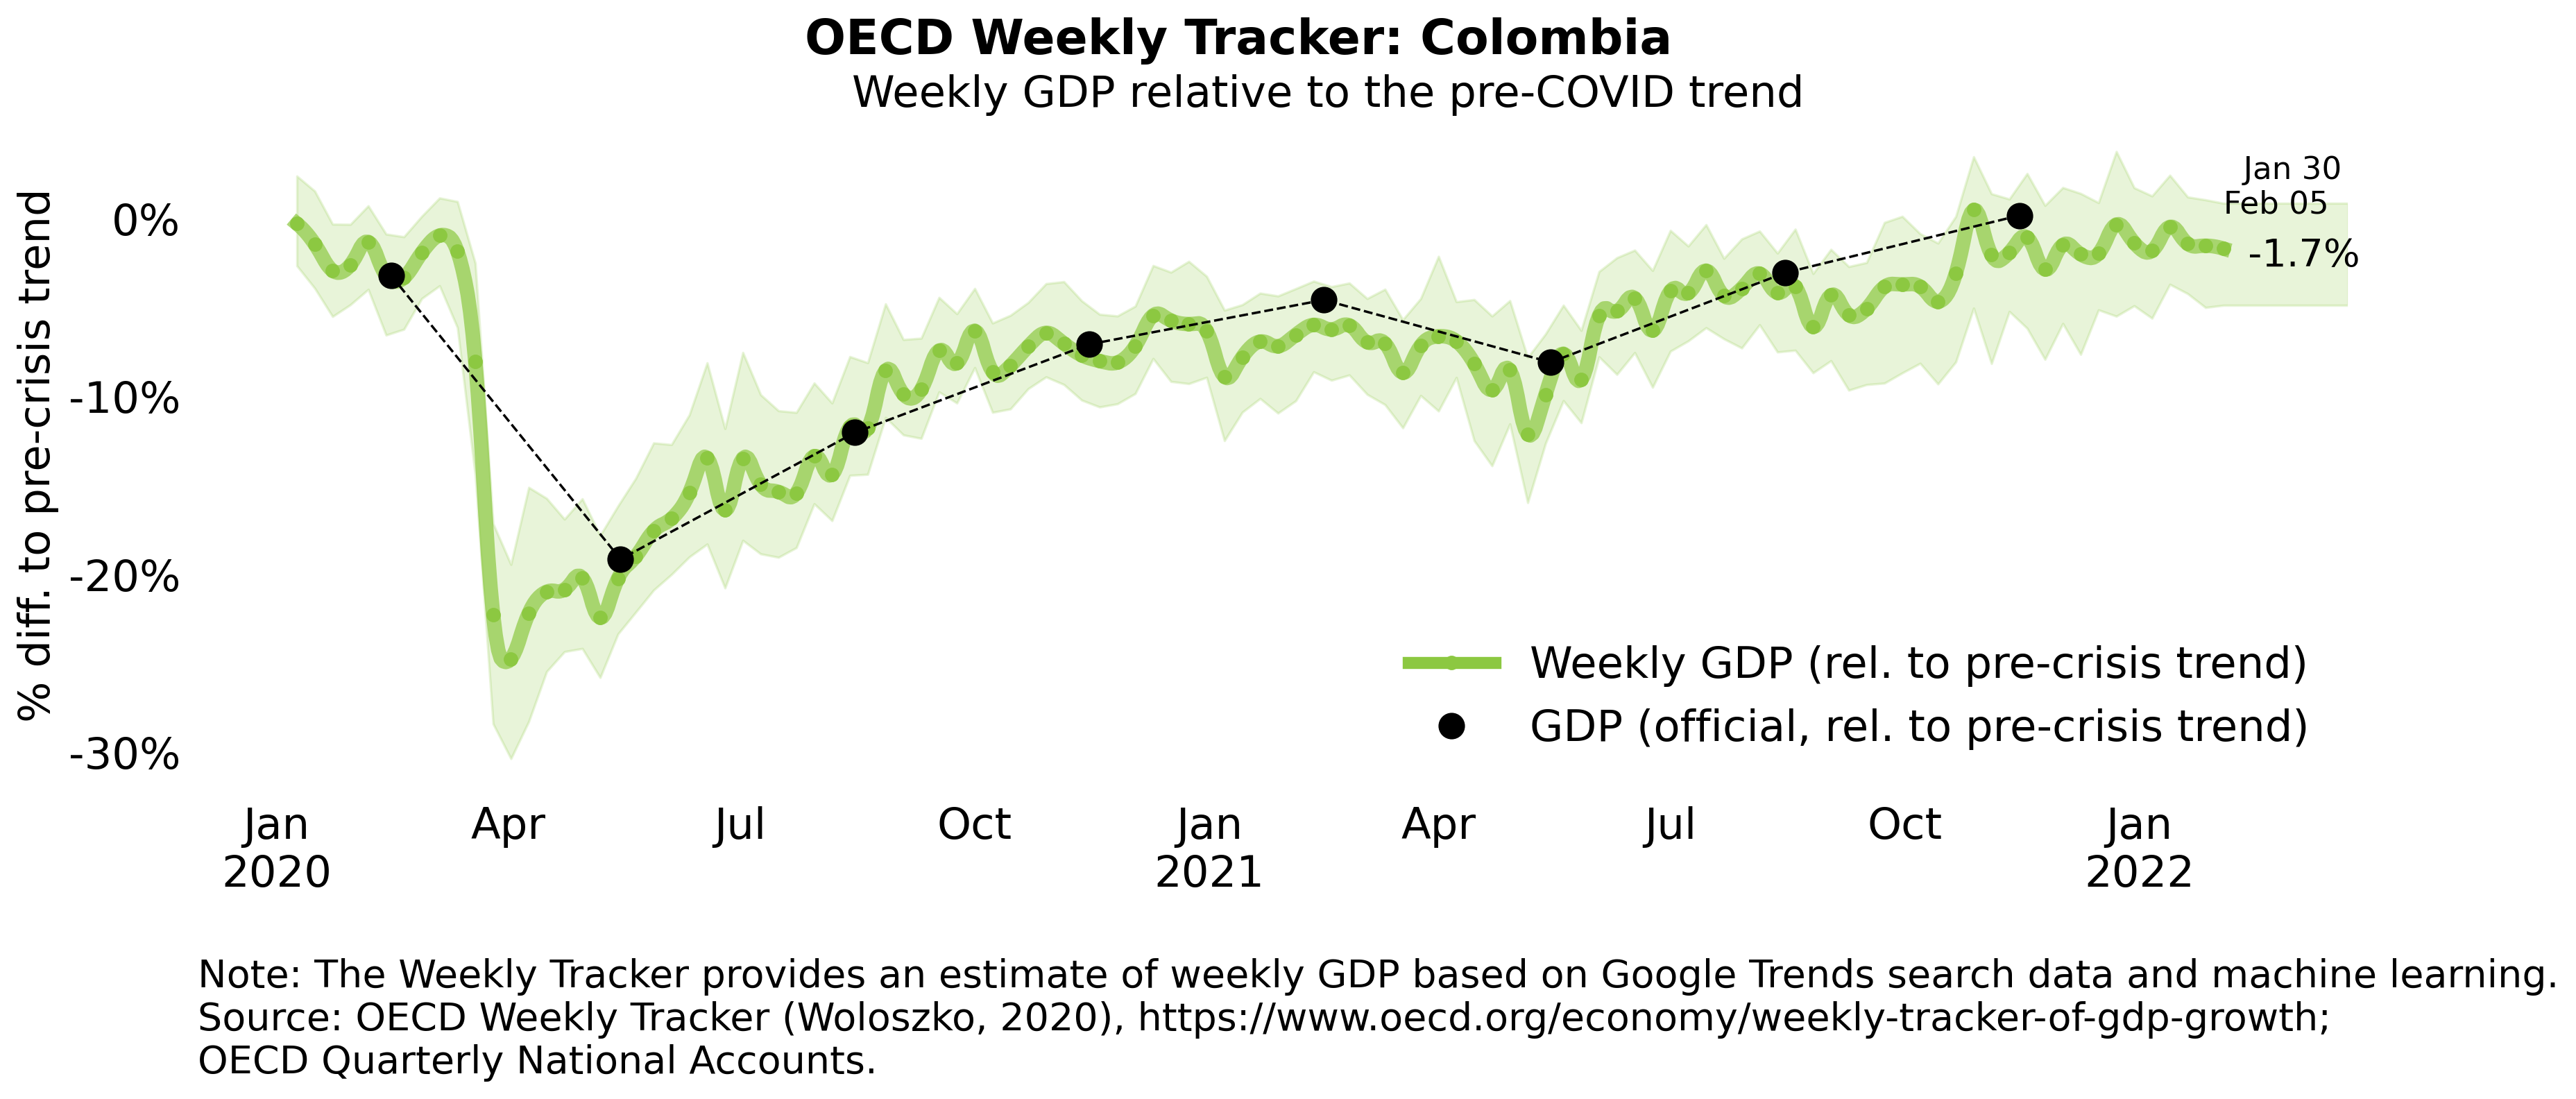 OECD Weekly Tracker: Colombia
Weekly GDP relative to the pre-COVID trend
% diff. to pre-crisis trend
0%
-10%
-20%
-30%
Jan 30
Feb 05
-1.7%
Weekly GDP (rel. to pre-crisis trend)
GDP (official, rel. to pre-crisis trend)
Jan Apr Jul Oct Jan Apr Jul Oct Jan
2020 2021 2022
Note: The Weekly Tracker provides an estimate of weekly GDP based on Google Trends search data and machine learning.
Source: OECD Weekly Tracker (Woloszko, 2020), https://www.oecd.org/economy/weekly-tracker-of-gdp-growth;
OECD Quarterly National Accounts.